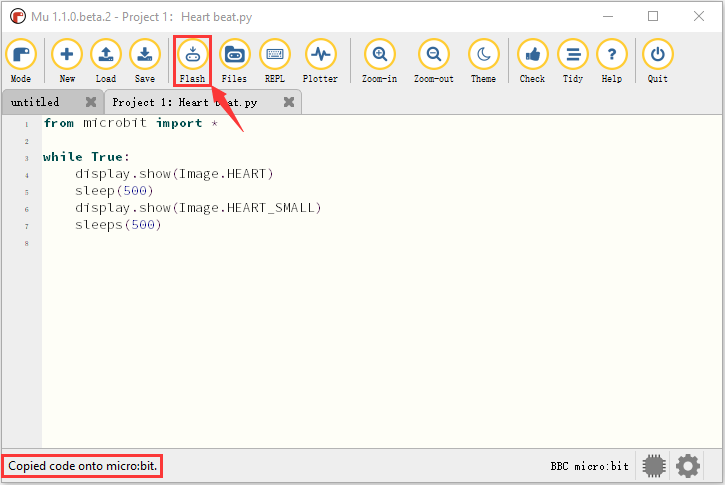 Mu 1.1.0.beta.2 - Project 1： Heart beat.py
Mode New Load Save Flash Files REPL Plotter Zoom-in Zoom-out Theme Check Tidy Help Quit
untitled Project 1: Heart beat.py
1 from microbit import *
2
3 while True:
4 display.show(Image.HEART)
5 sleep(500)
6 display.show(Image.HEART_SMALL)
7 sleeps(500)
8
Copied code onto micro:bit. BBC micro:bit